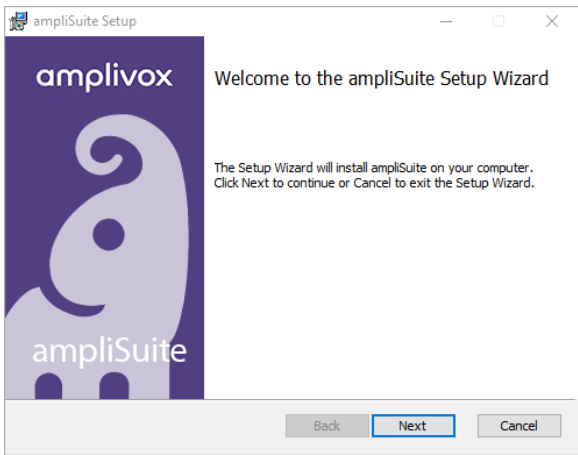 ampliSuite Setup
amplivox
Welcome to the ampliSuite Setup Wizard
The Setup Wizard will install ampliSuite on your computer.
Click Next to continue or Cancel to exit the Setup Wizard.
ampliSuite
Back
Next
Cancel